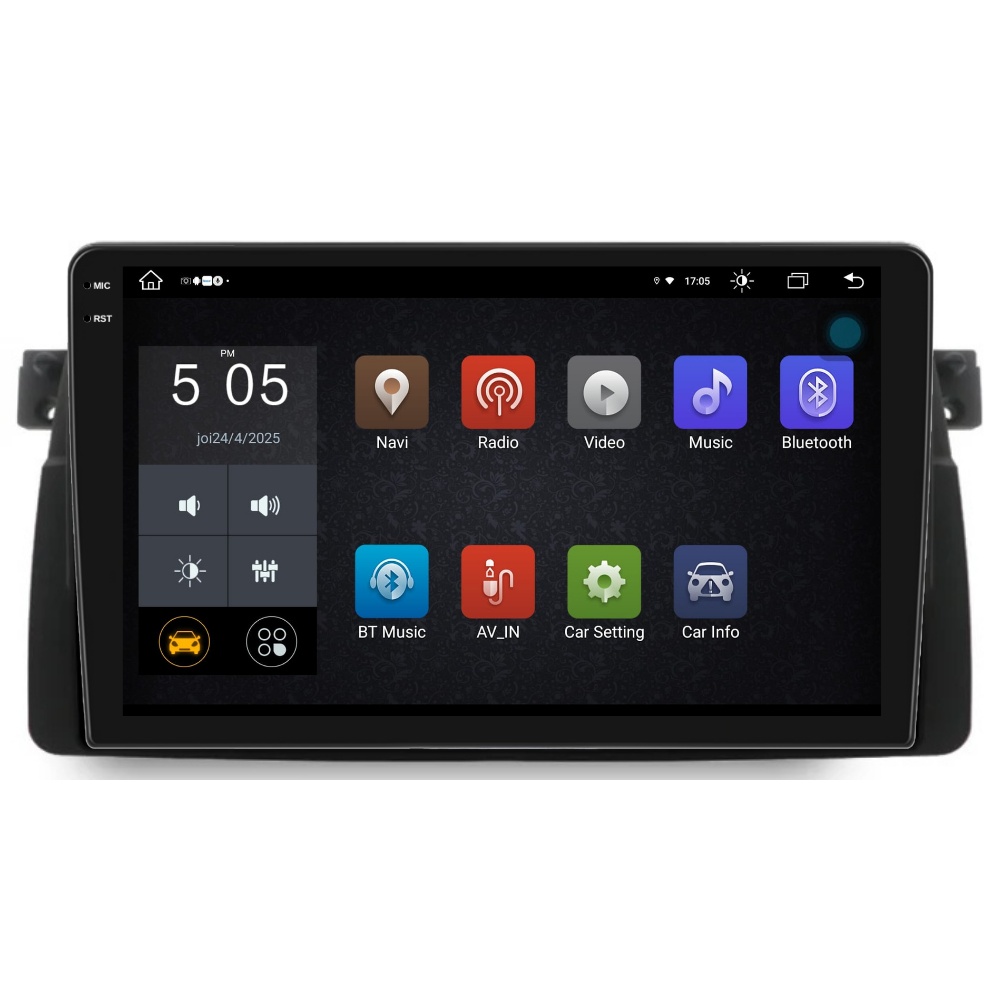 MIC
17:05
RST
PM
5 05
joi24/4/2025
Navi
Radio
Video
Music
Bluetooth
BT Music
AV_IN
Car Setting
Car Info